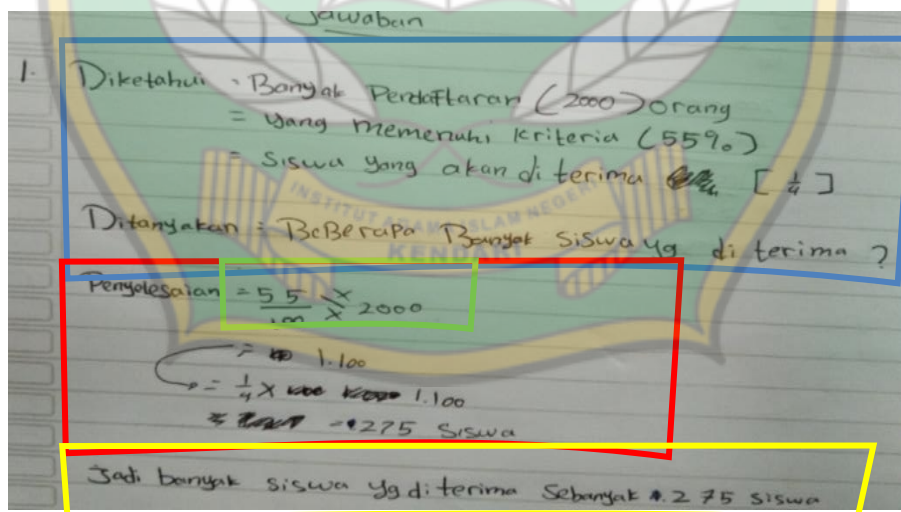 Jawaban
1. Diketahui : Banyak Pendaftaran (2000) orang
= yang memenuhi kriteria (55%)
= Siswa yang akan di terima [ 1/4 ]
Ditanyakan : BeBerapa Banyak siswa yg di terima ?
Penyelesaian = 55/100 x 2000
= 1.100
= 1/4 x 1.100
= 275 Siswa
Jadi banyak siswa yg di terima Sebanyak 275 siswa
INSTITUT AGAMA ISLAM NEGERI
KENDARI